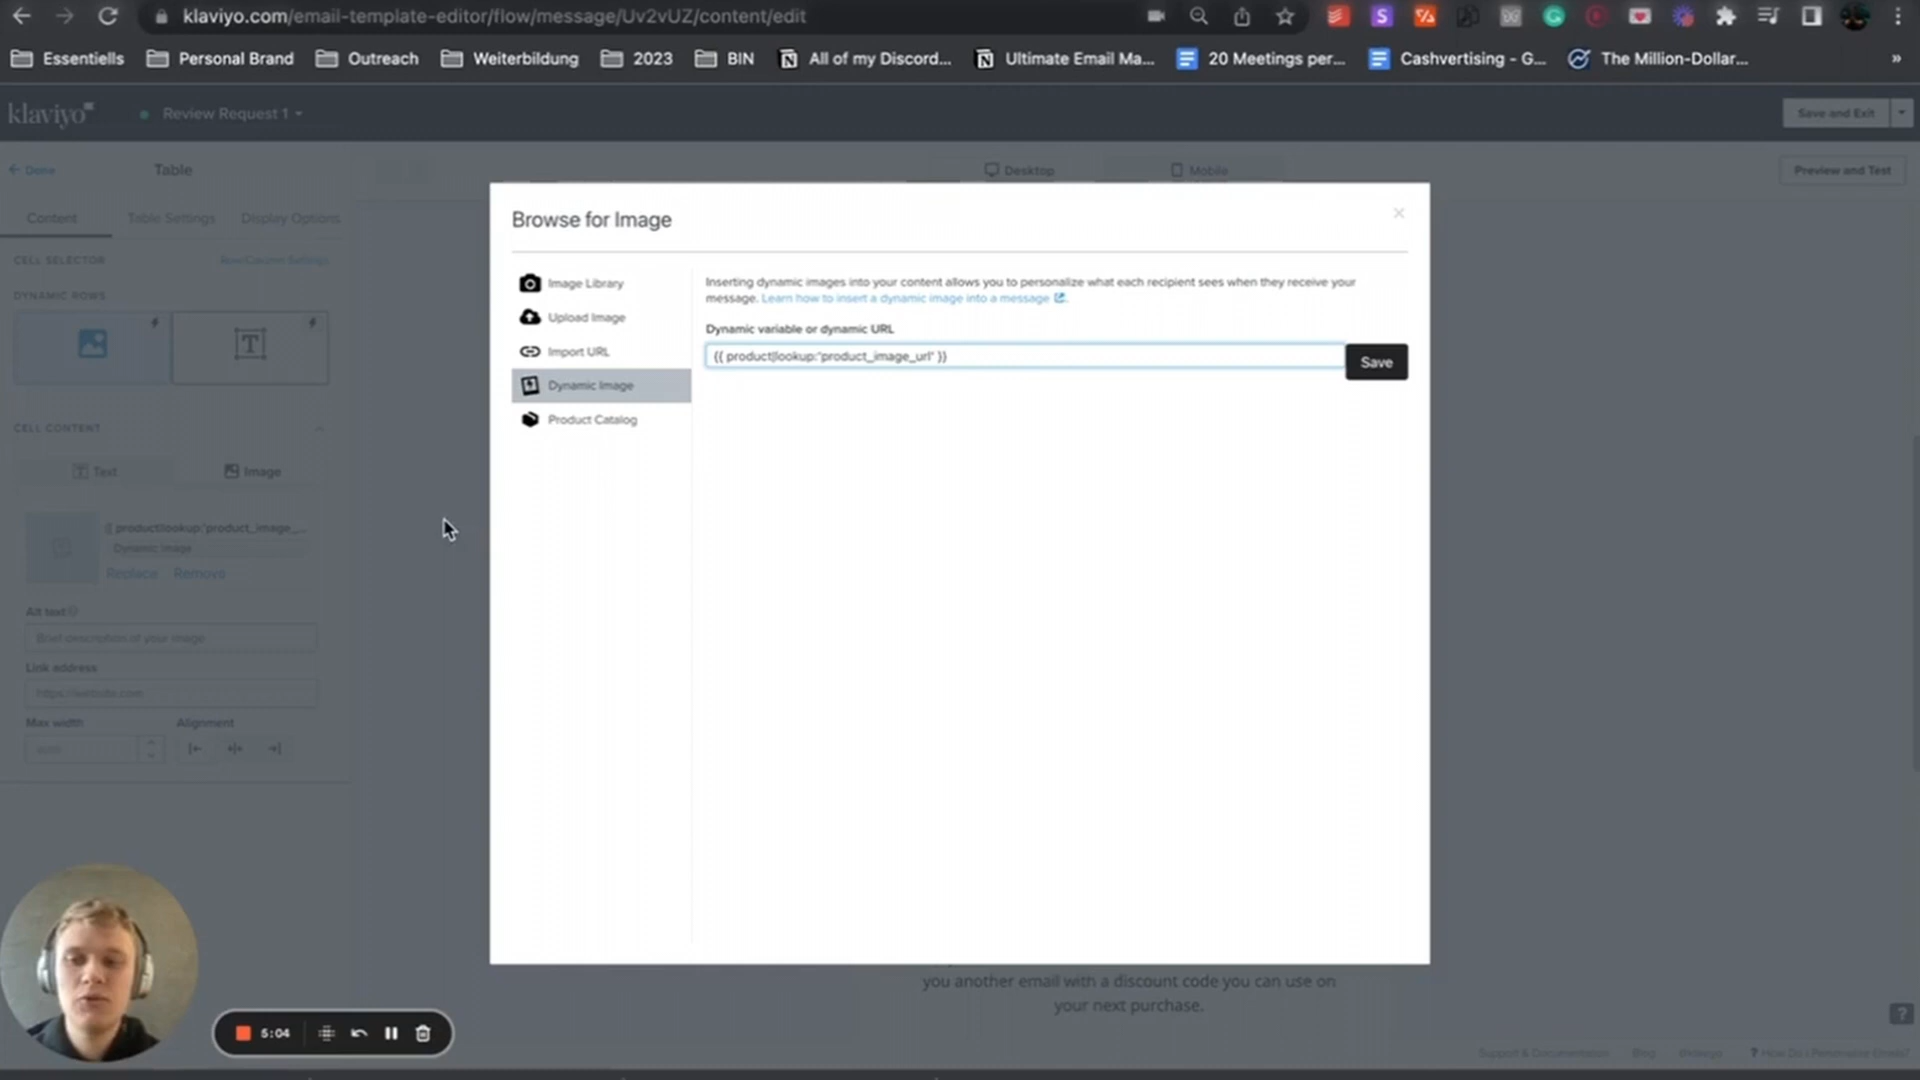 klaviyo.com/email-template-editor/flow/message/Uv2vUZ/content/edit
Essentiells
Personal Brand
Outreach
Weiterbildung
2023
BIN
All of my Discord...
Ultimate Email Ma...
20 Meetings per...
Cashvertising - G...
The Million-Dollar...
»
klaviyo
Review Request 1
Save and Exit
Done
Table
Desktop
Mobile
Preview and Test
Content
Table Settings
Display Options
CELL SELECTOR
Row/Column Settings
DYNAMIC ROWS
CELL CONTENT
Text
Image
{{ product|lookup:'product_image_...
Dynamic Image
Replace
Remove
Alt text
Brief description of your image
Link address
https://website.com
Max width
Alignment
auto
Browse for Image
Image Library
Upload Image
Import URL
Dynamic Image
Product Catalog
Inserting dynamic images into your content allows you to personalize what each recipient sees when they receive your
message. Learn how to insert a dynamic image into a message
Dynamic variable or dynamic URL
{{ product|lookup:'product_image_url' }}
Save
you another email with a discount code you can use on
your next purchase.
5:04
?
Support & Documentation
Blog
@klaviyo
? How Do I Personalize Emails?